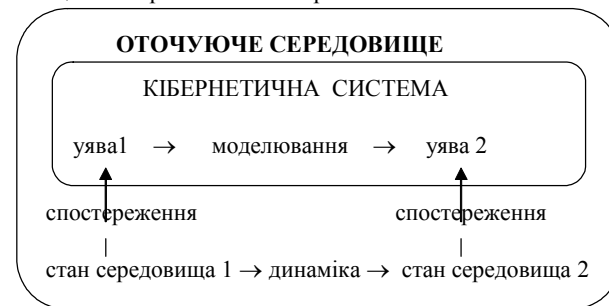 ОТОЧУЮЧЕ СЕРЕДОВИЩЕ
КІБЕРНЕТИЧНА СИСТЕМА
уява1 → моделювання → уява 2
спостереження спостереження
стан середовища 1 → динаміка → стан середовища 2